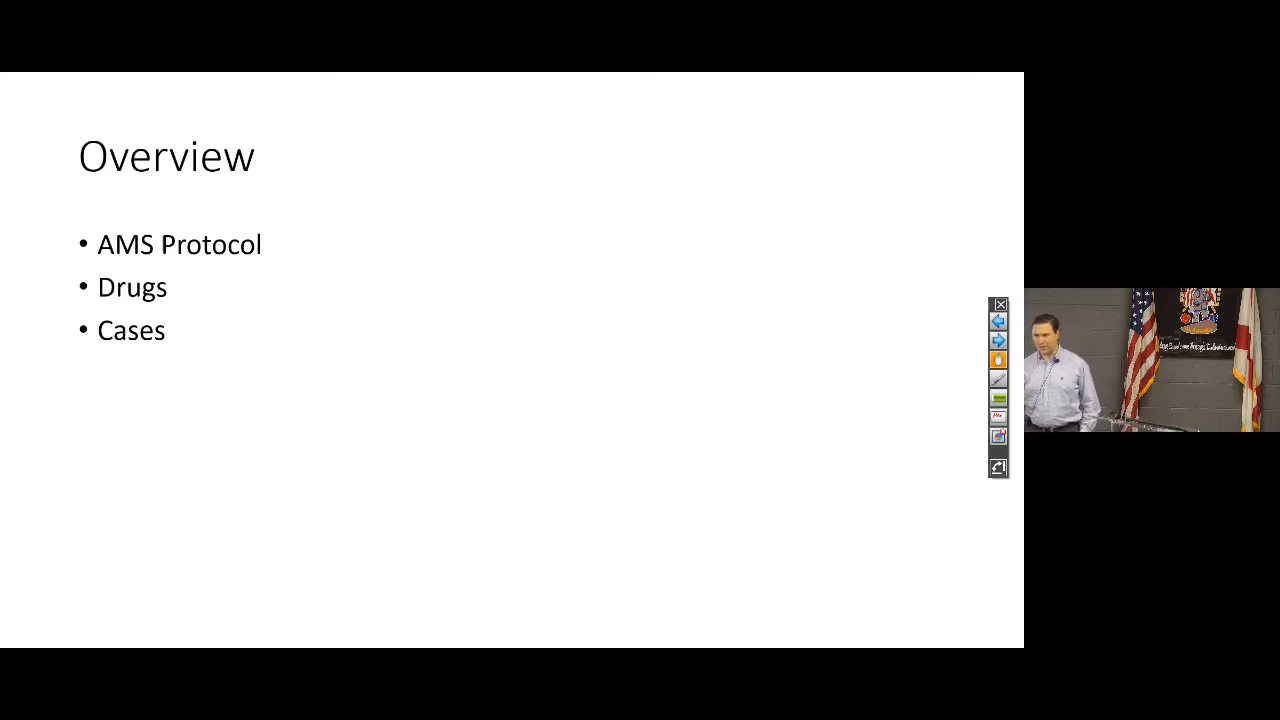 Overview
• AMS Protocol
• Drugs
• Cases